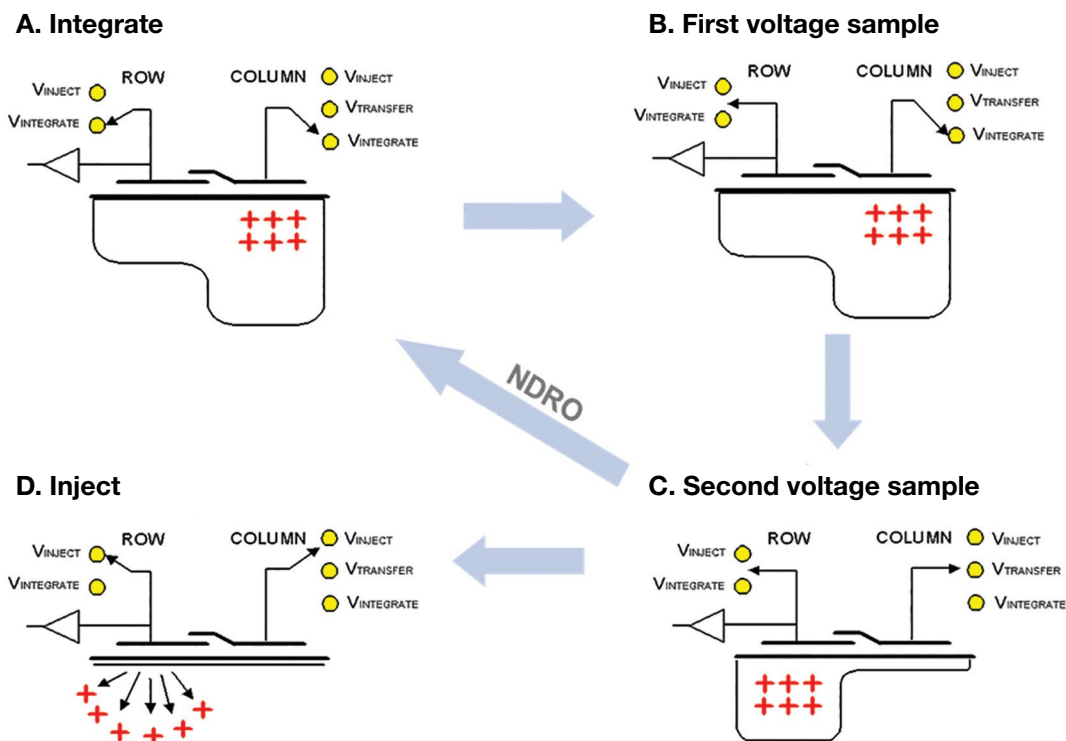 A. Integrate
ROW
COLUMN
VINJECT
VINJECT
VTRANSFER
VINTEGRATE
VINTEGRATE
B. First voltage sample
ROW
COLUMN
VINJECT
VINJECT
VTRANSFER
VINTEGRATE
VINTEGRATE
NDRO
D. Inject
ROW
COLUMN
VINJECT
VINJECT
VTRANSFER
VINTEGRATE
VINTEGRATE
C. Second voltage sample
ROW
COLUMN
VINJECT
VINJECT
VTRANSFER
VINTEGRATE
VINTEGRATE